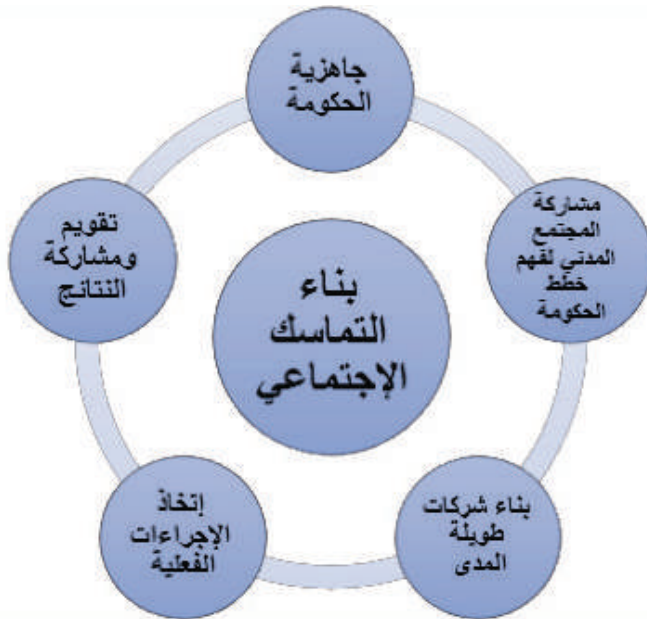 جاهزية
الحكومة
مشاركة
المجتمع
المدني لفهم
خطط
الحكومة
بناء شركات
طويلة
المدى
إتخاذ
الإجراءات
الفعلية
تقويم
ومشاركة
النتائج
بناء
التماسك
الإجتماعي